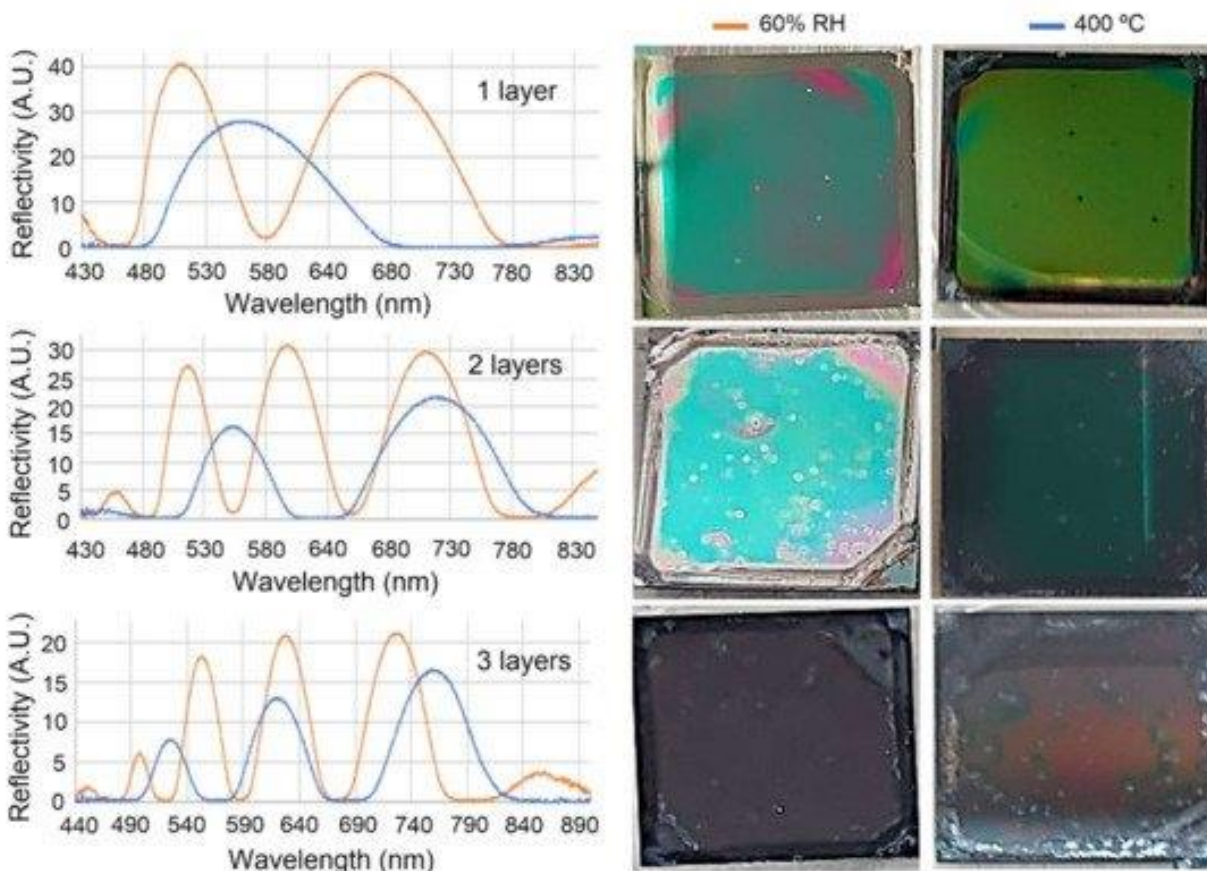 60% RH
400 ºC
Reflectivity (A.U.)
40
30
20
10
0
1 layer
430 480 530 580 640 680 730 780 830
Wavelength (nm)
Reflectivity (A.U.)
30
25
20
15
10
5
0
2 layers
430 480 530 580 640 680 730 780 840
Wavelength (nm)
Reflectivity (A.U.)
20
15
10
5
0
3 layers
440 490 540 590 640 690 740 790 840 890
Wavelength (nm)